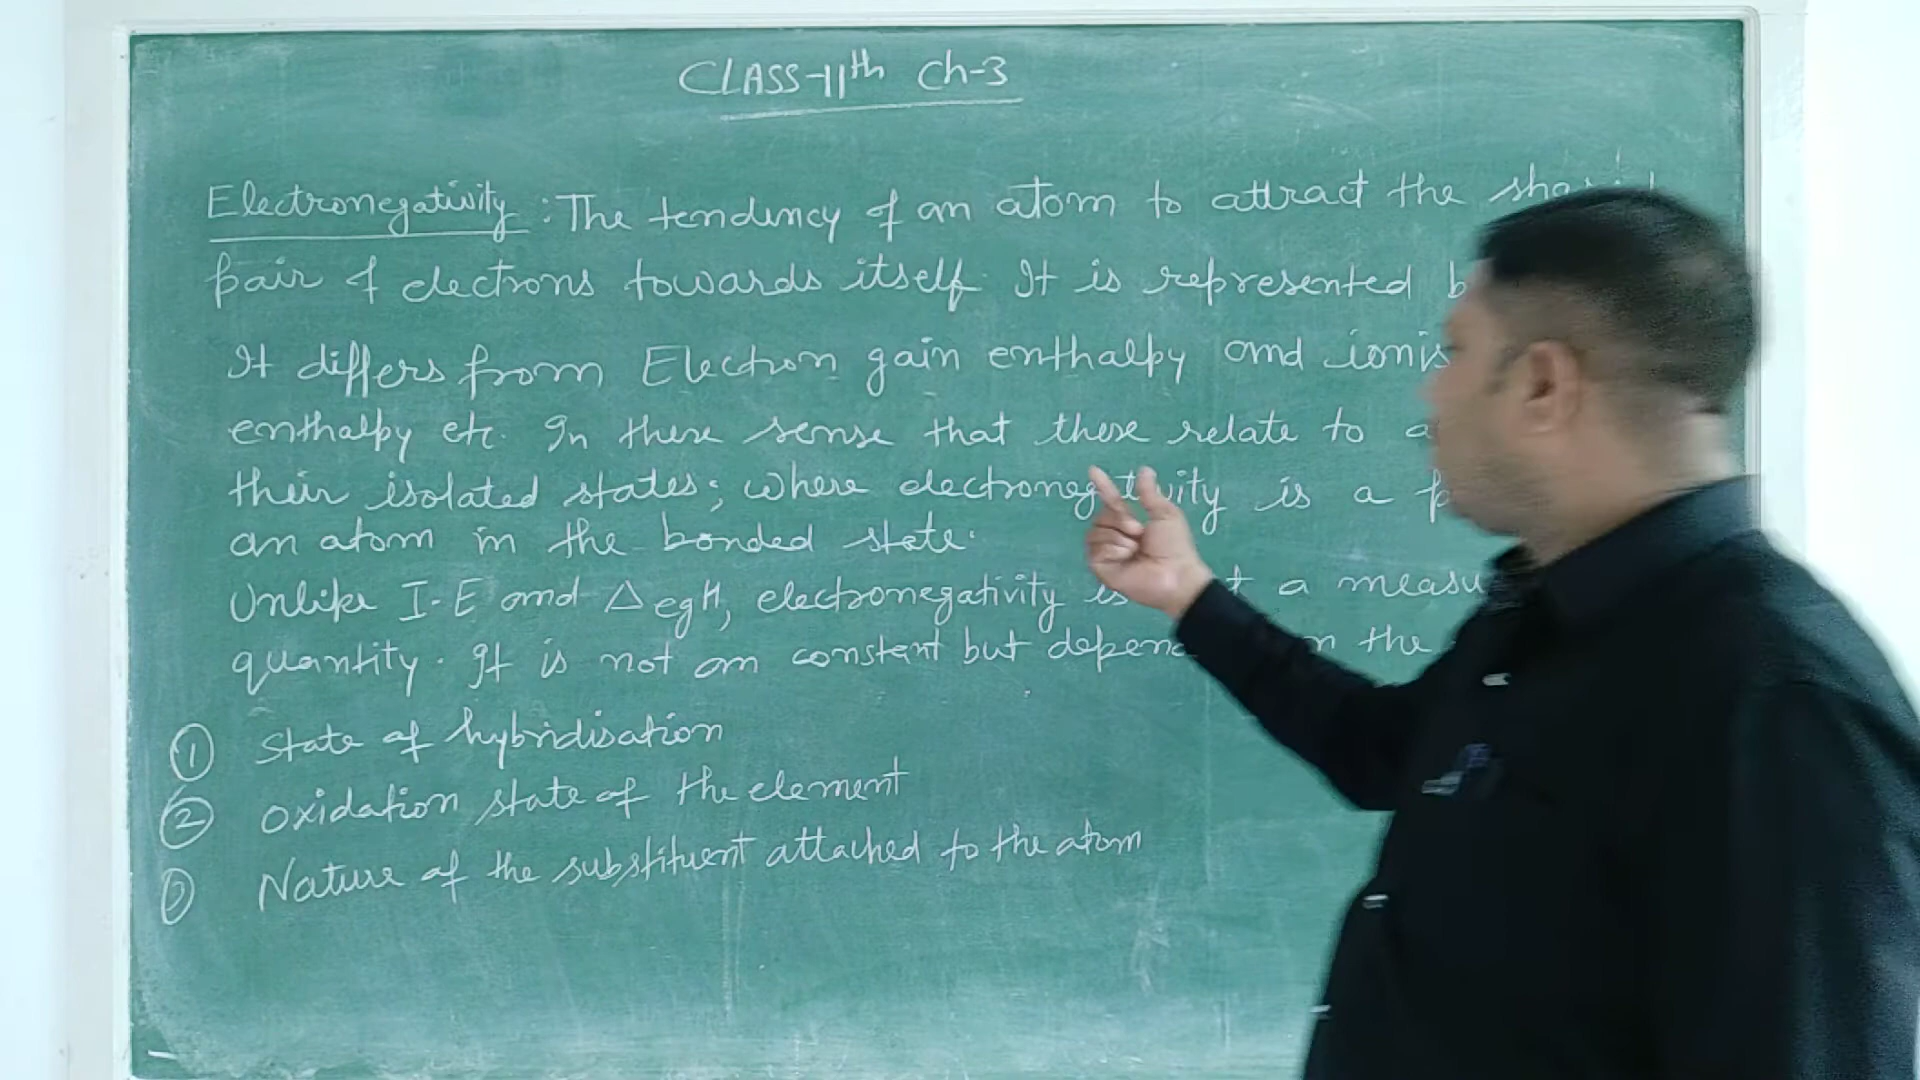 CLASS-11th Ch-3
Electronegativity : The tendency of an atom to attract the
pair of electrons towards itself. It is represented
It differs from Electron gain enthalpy and
enthalpy etc. In these sense that these relate to
their isolated states; where electronegativity is a
an atom in the bonded state.
Unlike I.E and ΔegH, electronegativity is a
quantity. It is not an constant but the
① State of hybridisation
② Oxidation state of the element
③ Nature of the substituent attached to the atom